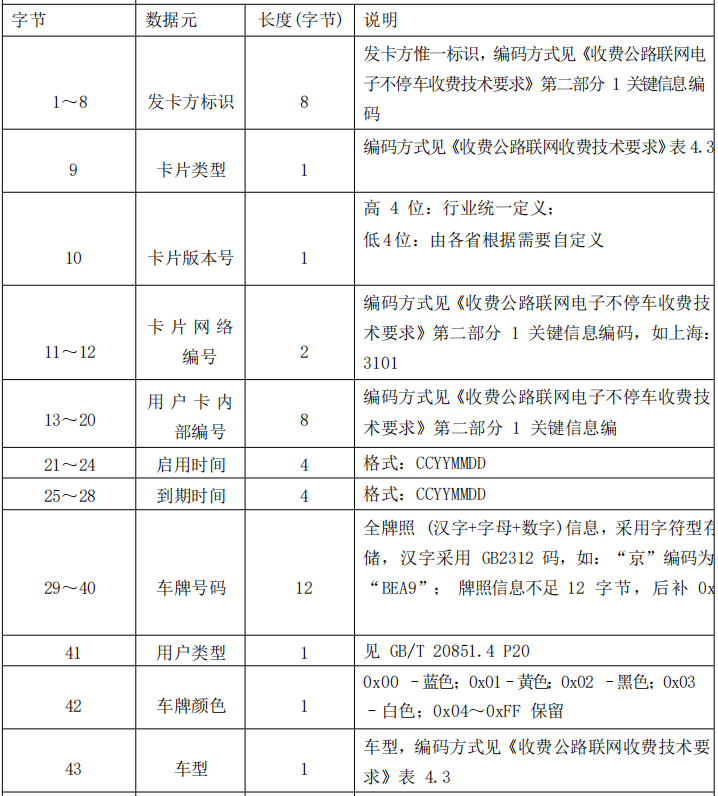 字节 数据元 长度(字节) 说明
发卡方惟一标识，编码方式见《收费公路联网电
子不停车收费技术要求》第二部分 1 关键信息编
码
1～8 发卡方标识 8
编码方式见《收费公路联网收费技术要求》表 4.3
9 卡片类型 1
高 4 位：行业统一定义；
低4位：由各省根据需要自定义
10 卡片版本号 1
编码方式见《收费公路联网电子不停车收费技
术要求》第二部分 1 关键信息编码，如上海：
3101
卡片网络
编号
11～12 2
编码方式见《收费公路联网电子不停车收费技
术要求》第二部分 1 关键信息编
用户卡内
部编号
13～20 8
21～24 启用时间 4 格式：CCYYMMDD
25～28 到期时间 4 格式：CCYYMMDD
全牌照 (汉字+字母+数字)信息，采用字符型存
储，汉字采用 GB2312 码，如：“京”编码为
“BEA9”； 牌照信息不足 12 字节，后补 0x
29～40 车牌号码 12
41 用户类型 1 见 GB/T 20851.4 P20
0x00 –蓝色；0x01–黄色；0x02 –黑色；0x03
–白色；0x04～0xFF 保留
42 车牌颜色 1
车型，编码方式见《收费公路联网收费技术要
求》表 4.3
43 车型 1